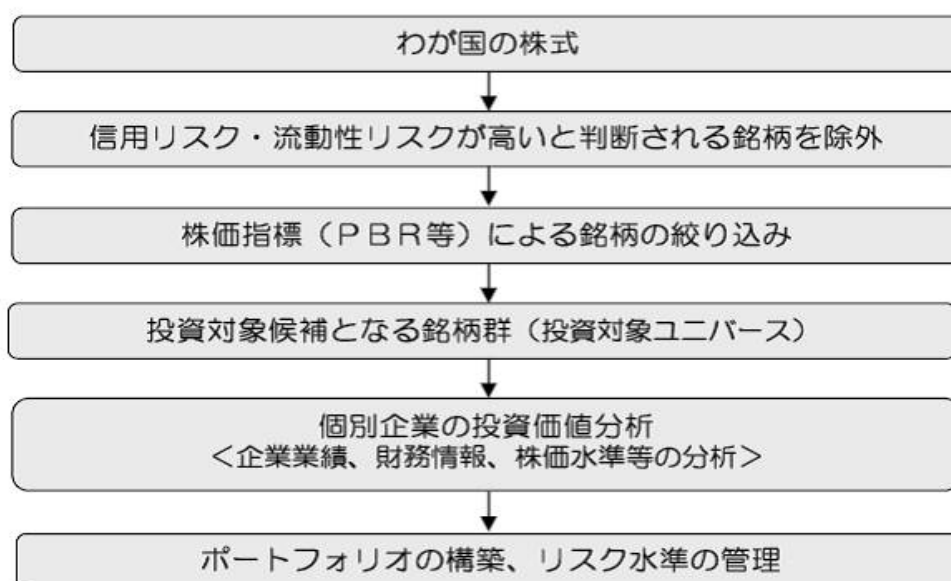 わが国の株式
信用リスク・流動性リスクが高いと判断される銘柄を除外
株価指標（ＰＢＲ等）による銘柄の絞り込み
投資対象候補となる銘柄群（投資対象ユニバース）
個別企業の投資価値分析
＜企業業績、財務情報、株価水準等の分析＞
ポートフォリオの構築、リスク水準の管理